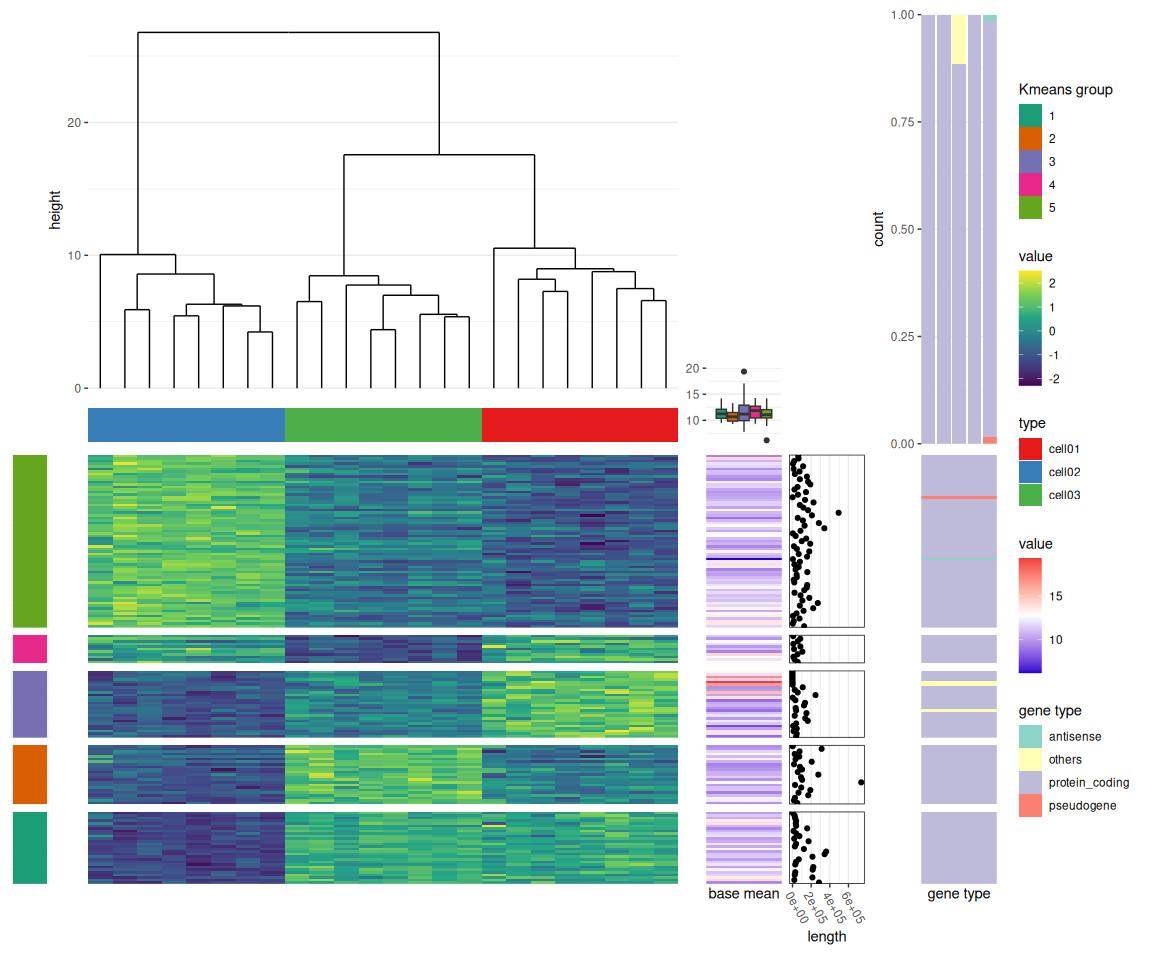 height
20
10
0
20
15
10
count
1.00
0.75
0.50
0.25
0.00
base mean
0e+00
2e+05
4e+05
6e+05
length
gene type
Kmeans group
1
2
3
4
5
value
2
1
0
-1
-2
type
cell01
cell02
cell03
value
15
10
gene type
antisense
others
protein_coding
pseudogene